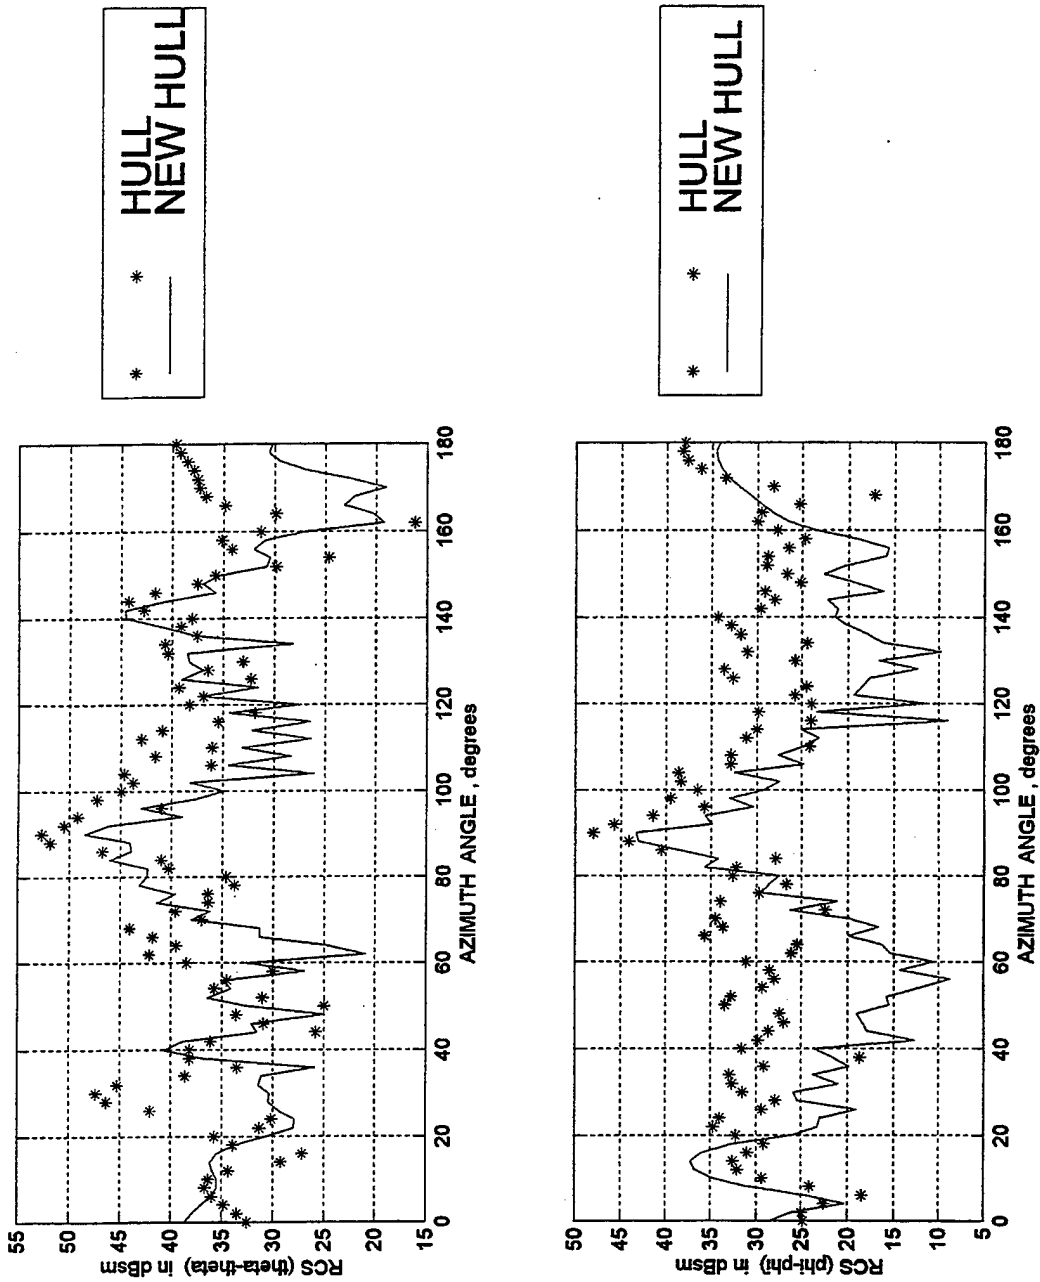 HULL
NEW HULL
55
50
45
40
35
30
25
20
15
RCS (theta-theta) in dBsm
0 20 40 60 80 100 120 140 160 180
AZIMUTH ANGLE , degrees
HULL
NEW HULL
50
45
40
35
30
25
20
15
10
5
RCS (phi-phi) in dBsm
0 20 40 60 80 100 120 140 160 180
AZIMUTH ANGLE , degrees